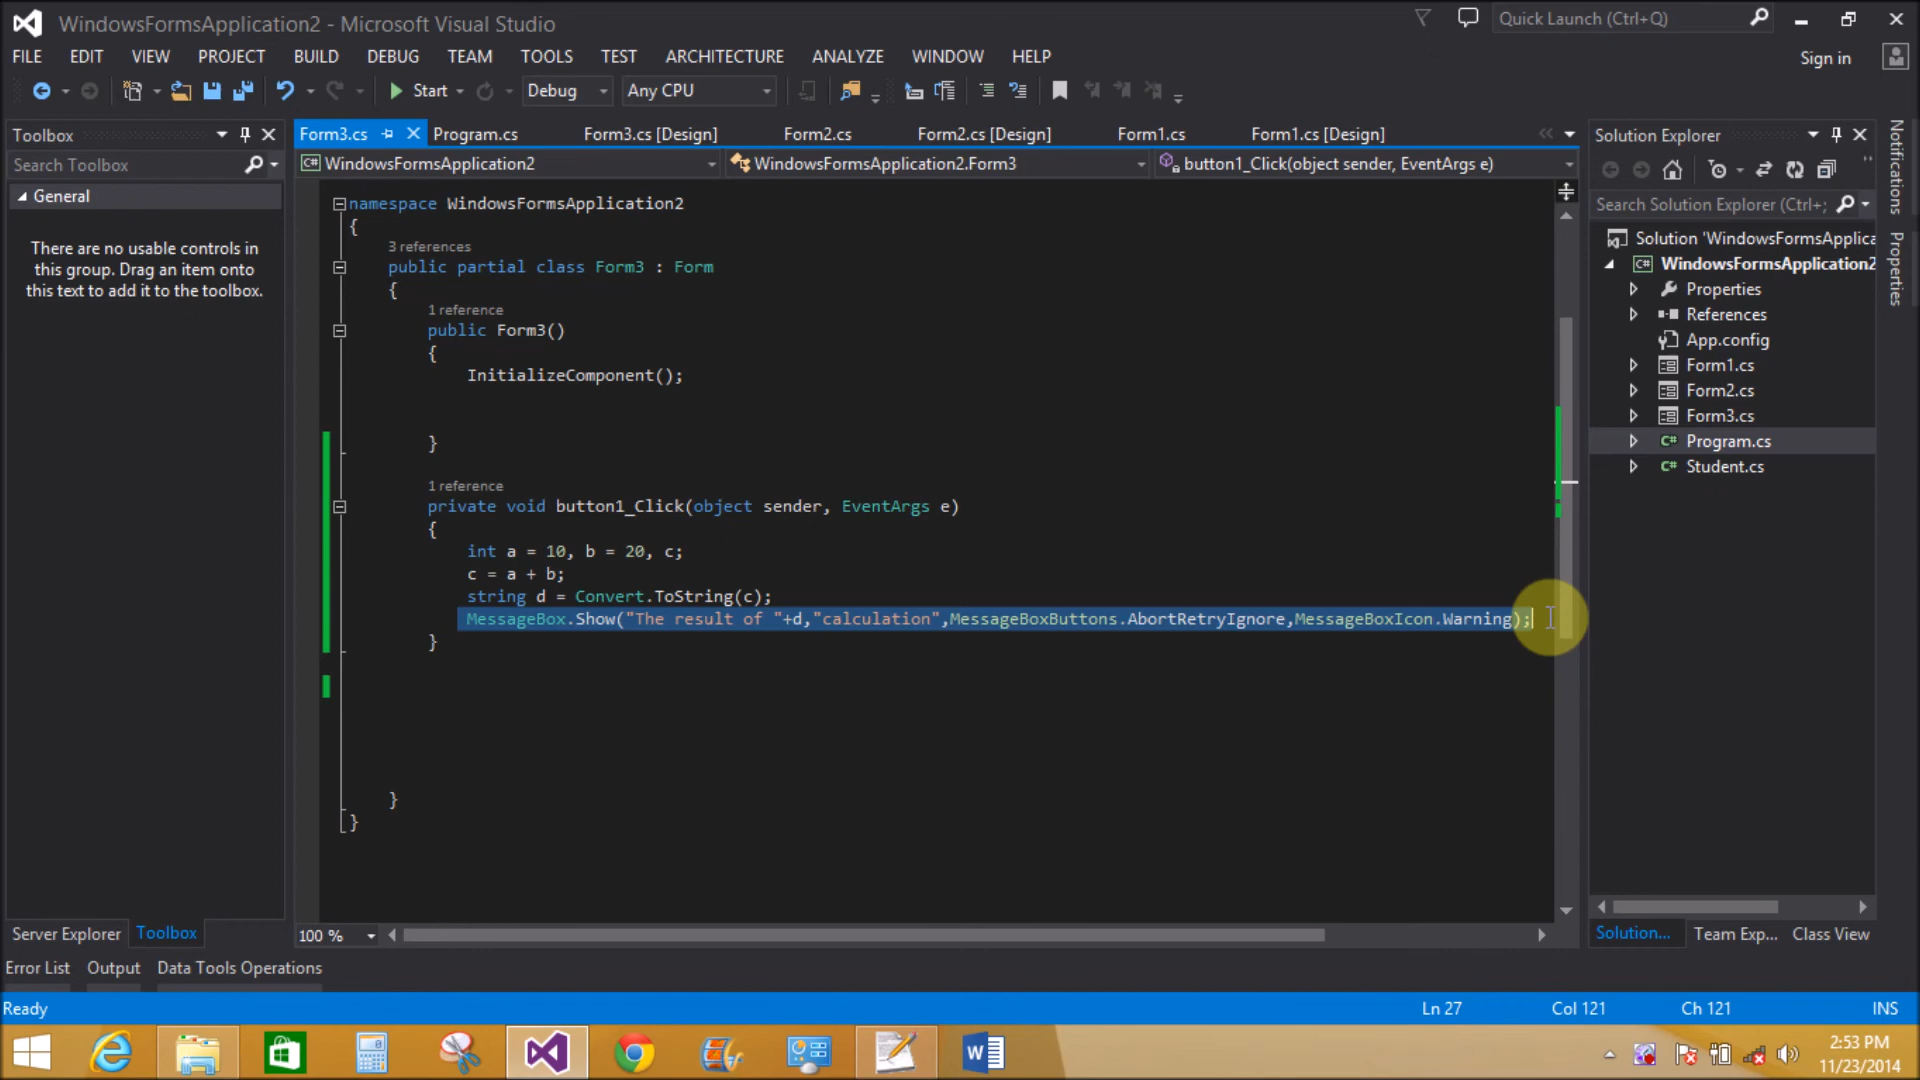 WindowsFormsApplication2 - Microsoft Visual Studio
Quick Launch (Ctrl+Q)
FILE EDIT VIEW PROJECT BUILD DEBUG TEAM TOOLS TEST ARCHITECTURE ANALYZE WINDOW HELP
Sign in
Start Debug Any CPU
Toolbox
Search Toolbox
General
There are no usable controls in
this group. Drag an item onto
this text to add it to the toolbox.
Server Explorer Toolbox
Form3.cs Program.cs Form3.cs [Design] Form2.cs Form2.cs [Design] Form1.cs Form1.cs [Design]
C# WindowsFormsApplication2 WindowsFormsApplication2.Form3 button1_Click(object sender, EventArgs e)
namespace WindowsFormsApplication2
{
3 references
public partial class Form3 : Form
{
1 reference
public Form3()
{
InitializeComponent();
}
1 reference
private void button1_Click(object sender, EventArgs e)
{
int a = 10, b = 20, c;
c = a + b;
string d = Convert.ToString(c);
MessageBox.Show("The result of "+d,"calculation",MessageBoxButtons.AbortRetryIgnore,MessageBoxIcon.Warning);
}
}
}
100 %
Solution Explorer
Search Solution Explorer (Ctrl+;
Solution 'WindowsFormsApplica
C# WindowsFormsApplication2
Properties
References
App.config
Form1.cs
Form2.cs
Form3.cs
C# Program.cs
C# Student.cs
Solution... Team Exp... Class View
Notifications
Properties
Error List Output Data Tools Operations
Ready
Ln 27 Col 121 Ch 121 INS
W
2:53 PM
11/23/2014